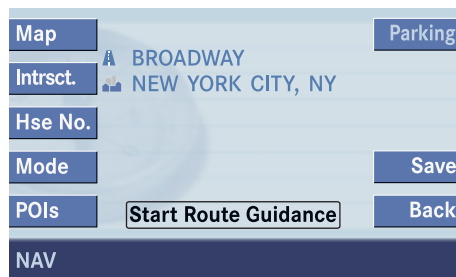 Map
Parking
BROADWAY
Intrsct.
NEW YORK CITY, NY
Hse No.
Mode
Save
POIs
Start Route Guidance
Back
NAV